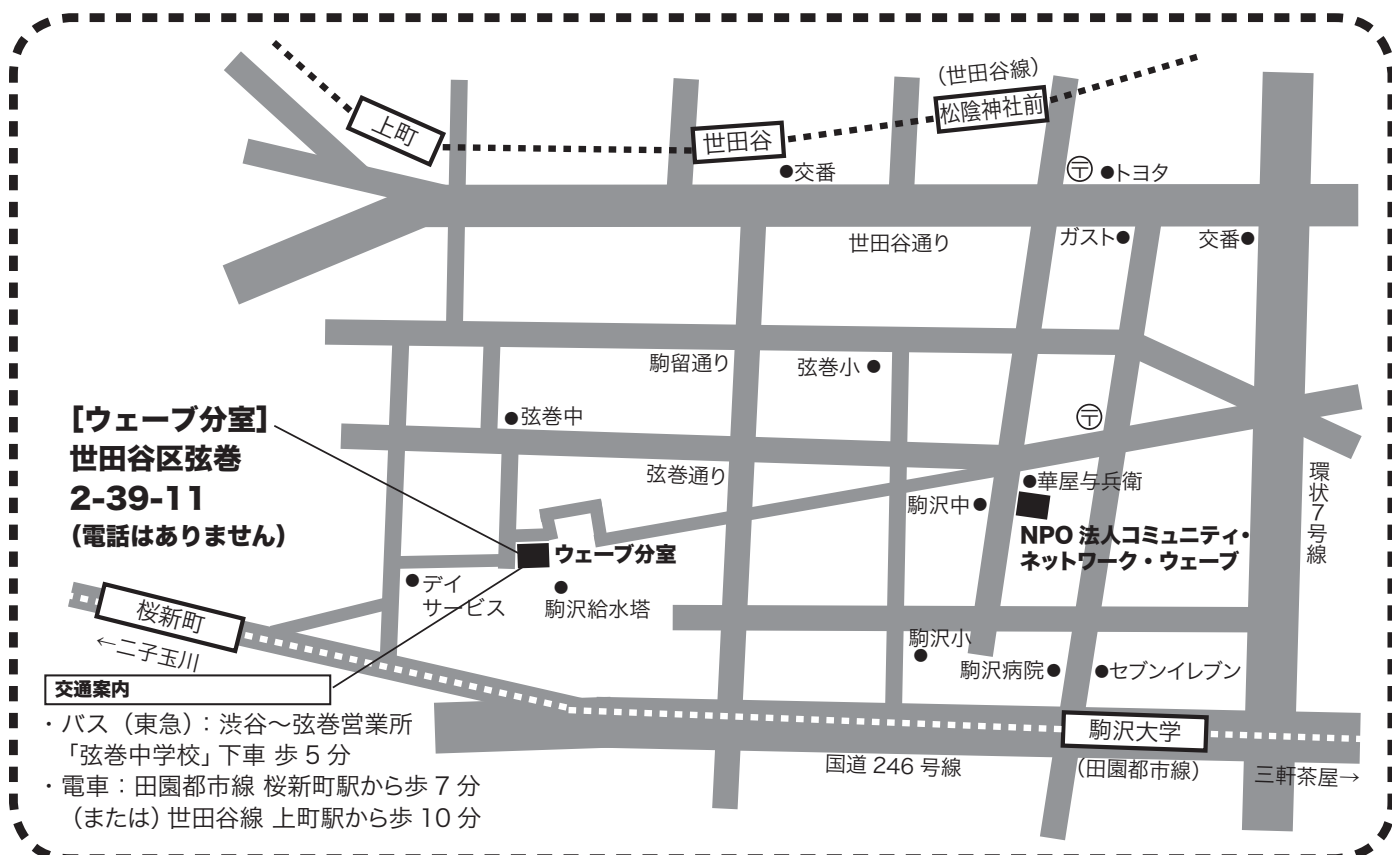 (世田谷線)
上町
世田谷
松陰神社前
●交番
〒 ●トヨタ
世田谷通り
ガスト●
交番●
駒留通り
弦巻小 ●
[ウェーブ分室]
世田谷区弦巻
2-39-11
(電話はありません)
●弦巻中
〒
弦巻通り
環状7号線
●華屋与兵衛
駒沢中●
NPO 法人コミュニティ・
ネットワーク・ウェーブ
ウェーブ分室
●デイ
サービス
●
駒沢給水塔
桜新町
←二子玉川
駒沢小
●
駒沢病院●
●セブンイレブン
交通案内
・バス(東急):渋谷~弦巻営業所
「弦巻中学校」下車 歩 5 分
・電車:田園都市線 桜新町駅から歩 7 分
(または)世田谷線 上町駅から歩 10 分
駒沢大学
国道 246 号線
(田園都市線)
三軒茶屋→